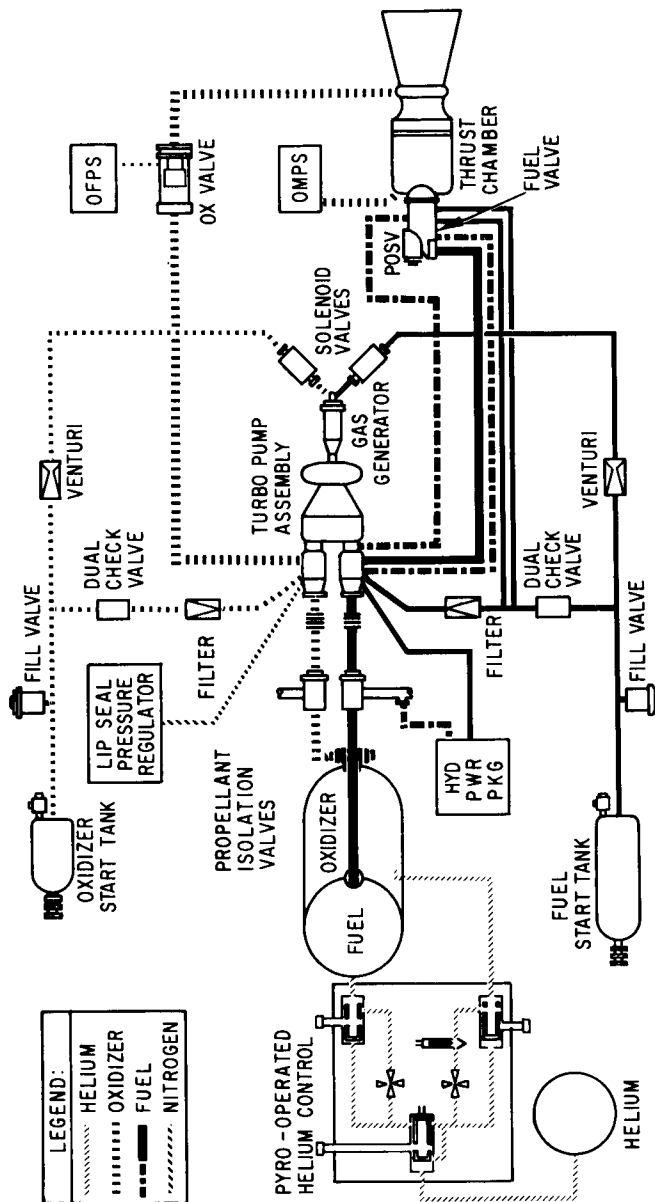 LEGEND:
HELIUM
OXIDIZER
FUEL
NITROGEN
PYRO-OPERATED
HELIUM CONTROL
HELIUM
FUEL
OXIDIZER
OXIDIZER
START TANK
FILL VALVE
DUAL
CHECK
VALVE
VENTURI
LIP SEAL
PRESSURE
REGULATOR
FILTER
PROPELLANT
ISOLATION
VALVES
TURBO PUMP
ASSEMBLY
GAS
GENERATOR
SOLENOID
VALVES
OFPS
OX VALVE
OMPS
POSV
THRUST
CHAMBER
FUEL
VALVE
HYD
PWR
PKG
FILTER
DUAL
CHECK
VALVE
VENTURI
FILL VALVE
FUEL
START TANK